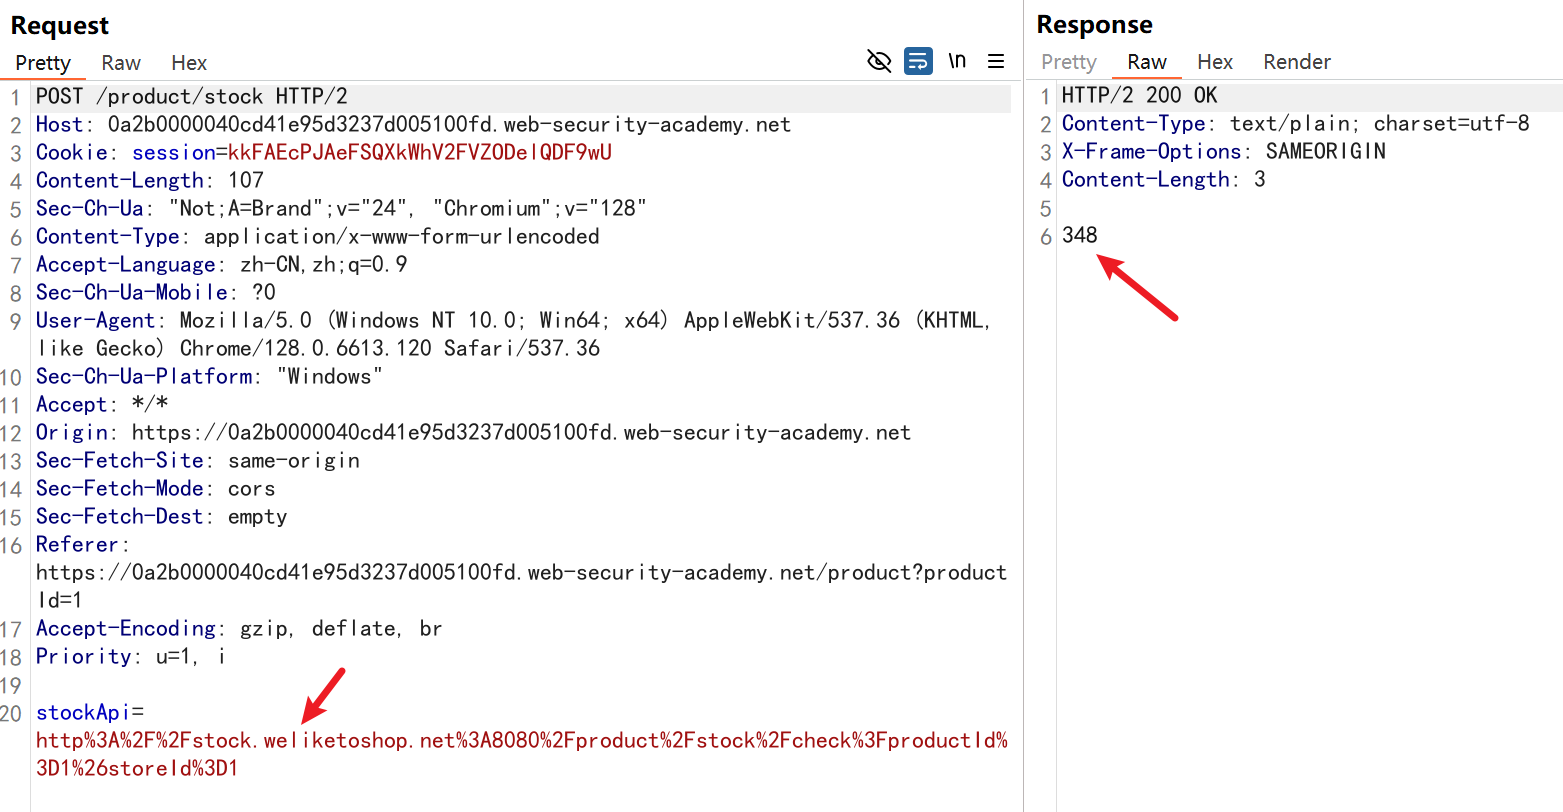 Request
Pretty Raw Hex \n
1 POST /product/stock HTTP/2
2 Host: 0a2b0000040cd41e95d3237d005100fd.web-security-academy.net
3 Cookie: session=kkFAEcPJAeFSQXkWhV2FVZODelQDF9wU
4 Content-Length: 107
5 Sec-Ch-Ua: "Not;A=Brand";v="24", "Chromium";v="128"
6 Content-Type: application/x-www-form-urlencoded
7 Accept-Language: zh-CN,zh;q=0.9
8 Sec-Ch-Ua-Mobile: ?0
9 User-Agent: Mozilla/5.0 (Windows NT 10.0; Win64; x64) AppleWebKit/537.36 (KHTML,
like Gecko) Chrome/128.0.6613.120 Safari/537.36
10 Sec-Ch-Ua-Platform: "Windows"
11 Accept: */*
12 Origin: https://0a2b0000040cd41e95d3237d005100fd.web-security-academy.net
13 Sec-Fetch-Site: same-origin
14 Sec-Fetch-Mode: cors
15 Sec-Fetch-Dest: empty
16 Referer:
https://0a2b0000040cd41e95d3237d005100fd.web-security-academy.net/product?product
Id=1
17 Accept-Encoding: gzip, deflate, br
18 Priority: u=1, i
19
20 stockApi=
http%3A%2F%2Fstock.weliketoshop.net%3A8080%2Fproduct%2Fstock%2Fcheck%3FproductId%
3D1%26storeId%3D1
Response
Pretty Raw Hex Render
1 HTTP/2 200 OK
2 Content-Type: text/plain; charset=utf-8
3 X-Frame-Options: SAMEORIGIN
4 Content-Length: 3
5
6 348